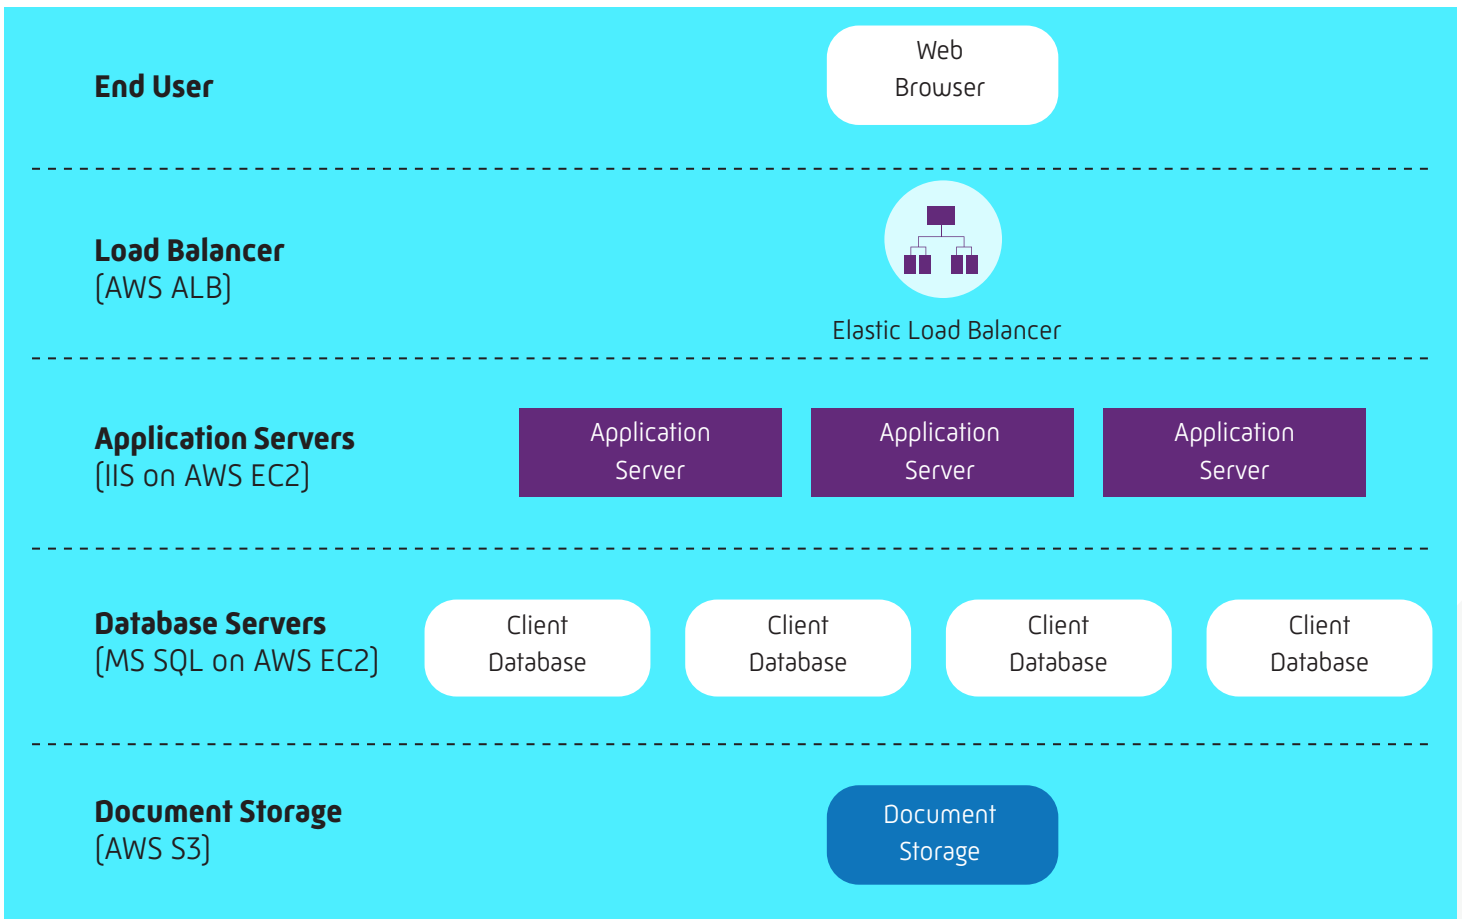 End User
Web
Browser
Load Balancer
(AWS ALB)
Elastic Load Balancer
Application Servers
(IIS on AWS EC2)
Application
Server
Application
Server
Application
Server
Database Servers
(MS SQL on AWS EC2)
Client
Database
Client
Database
Client
Database
Client
Database
Document Storage
(AWS S3)
Document
Storage